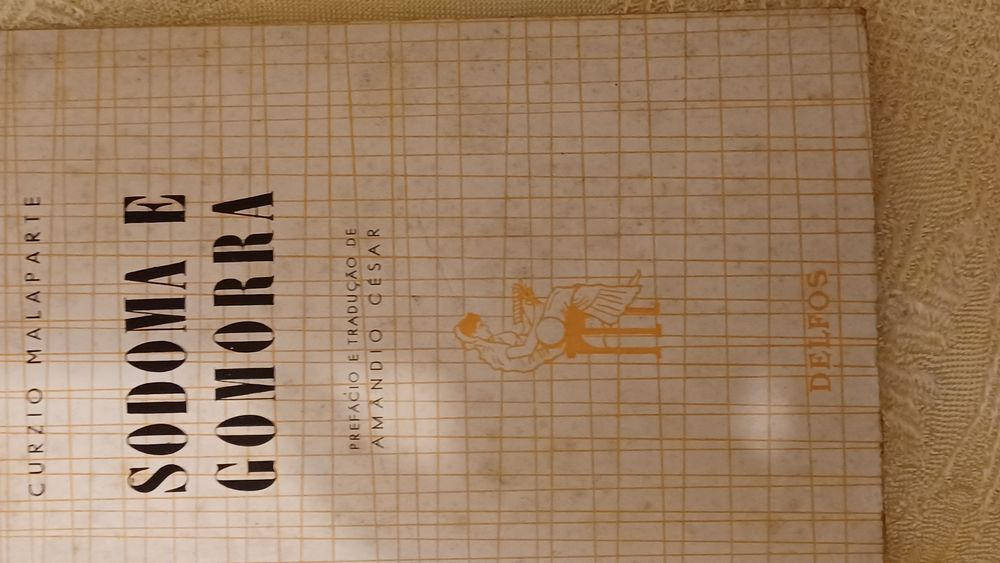 CURZIO MALAPARTE
SODOMA E
GOMORRA
PREFÁCIO E TRADUÇÃO DE
AMÂNDIO CÉSAR
DELFOS